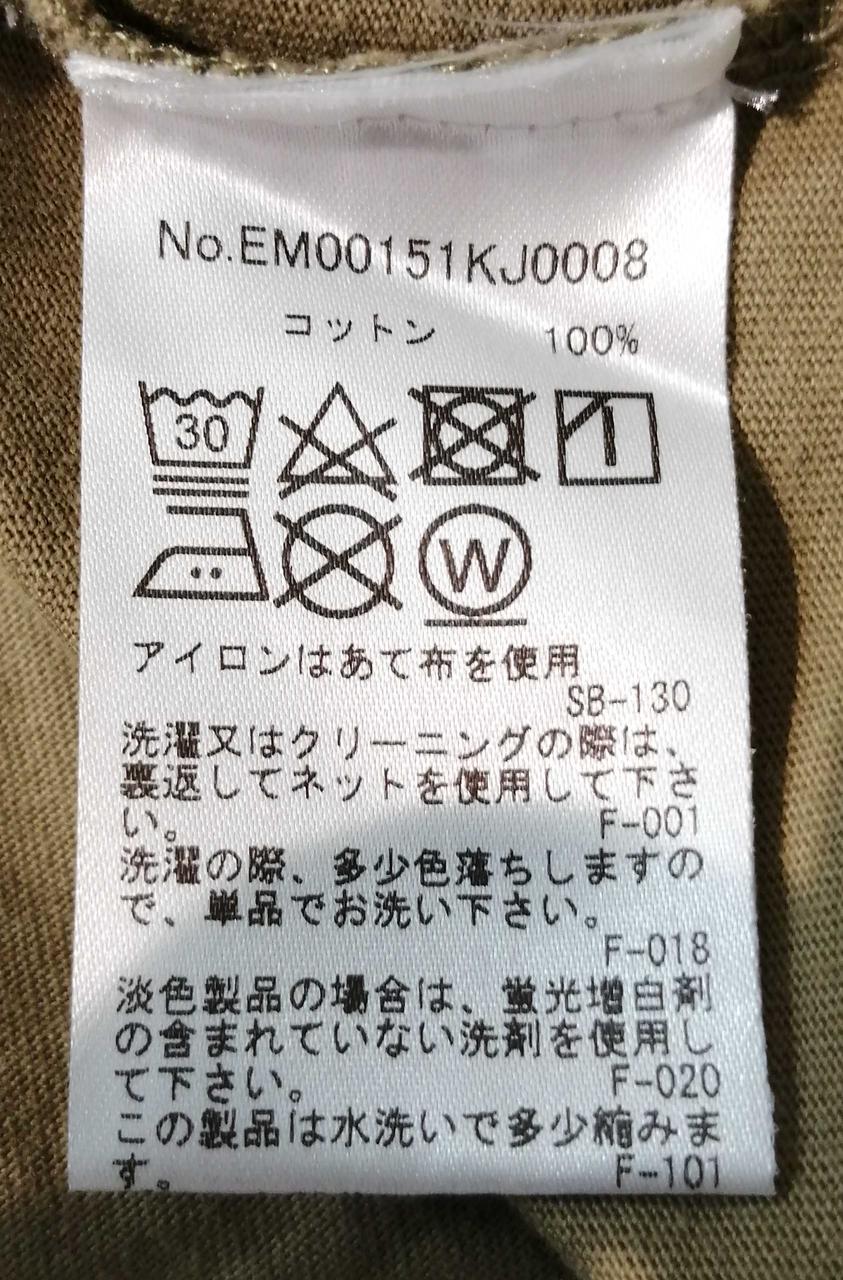 No.EM00151KJ0008
コットン 100%
30
W
アイロンはあて布を使用
SB-130
洗濯又はクリーニングの際は、
裏返してネットを使用して下さ
い。 F-001
洗濯の際、多少色落ちしますの
で、単品でお洗い下さい。
F-018
淡色製品の場合は、蛍光増白剤
の含まれていない洗剤を使用し
て下さい。 F-020
この製品は水洗いで多少縮みま
す。 F-101